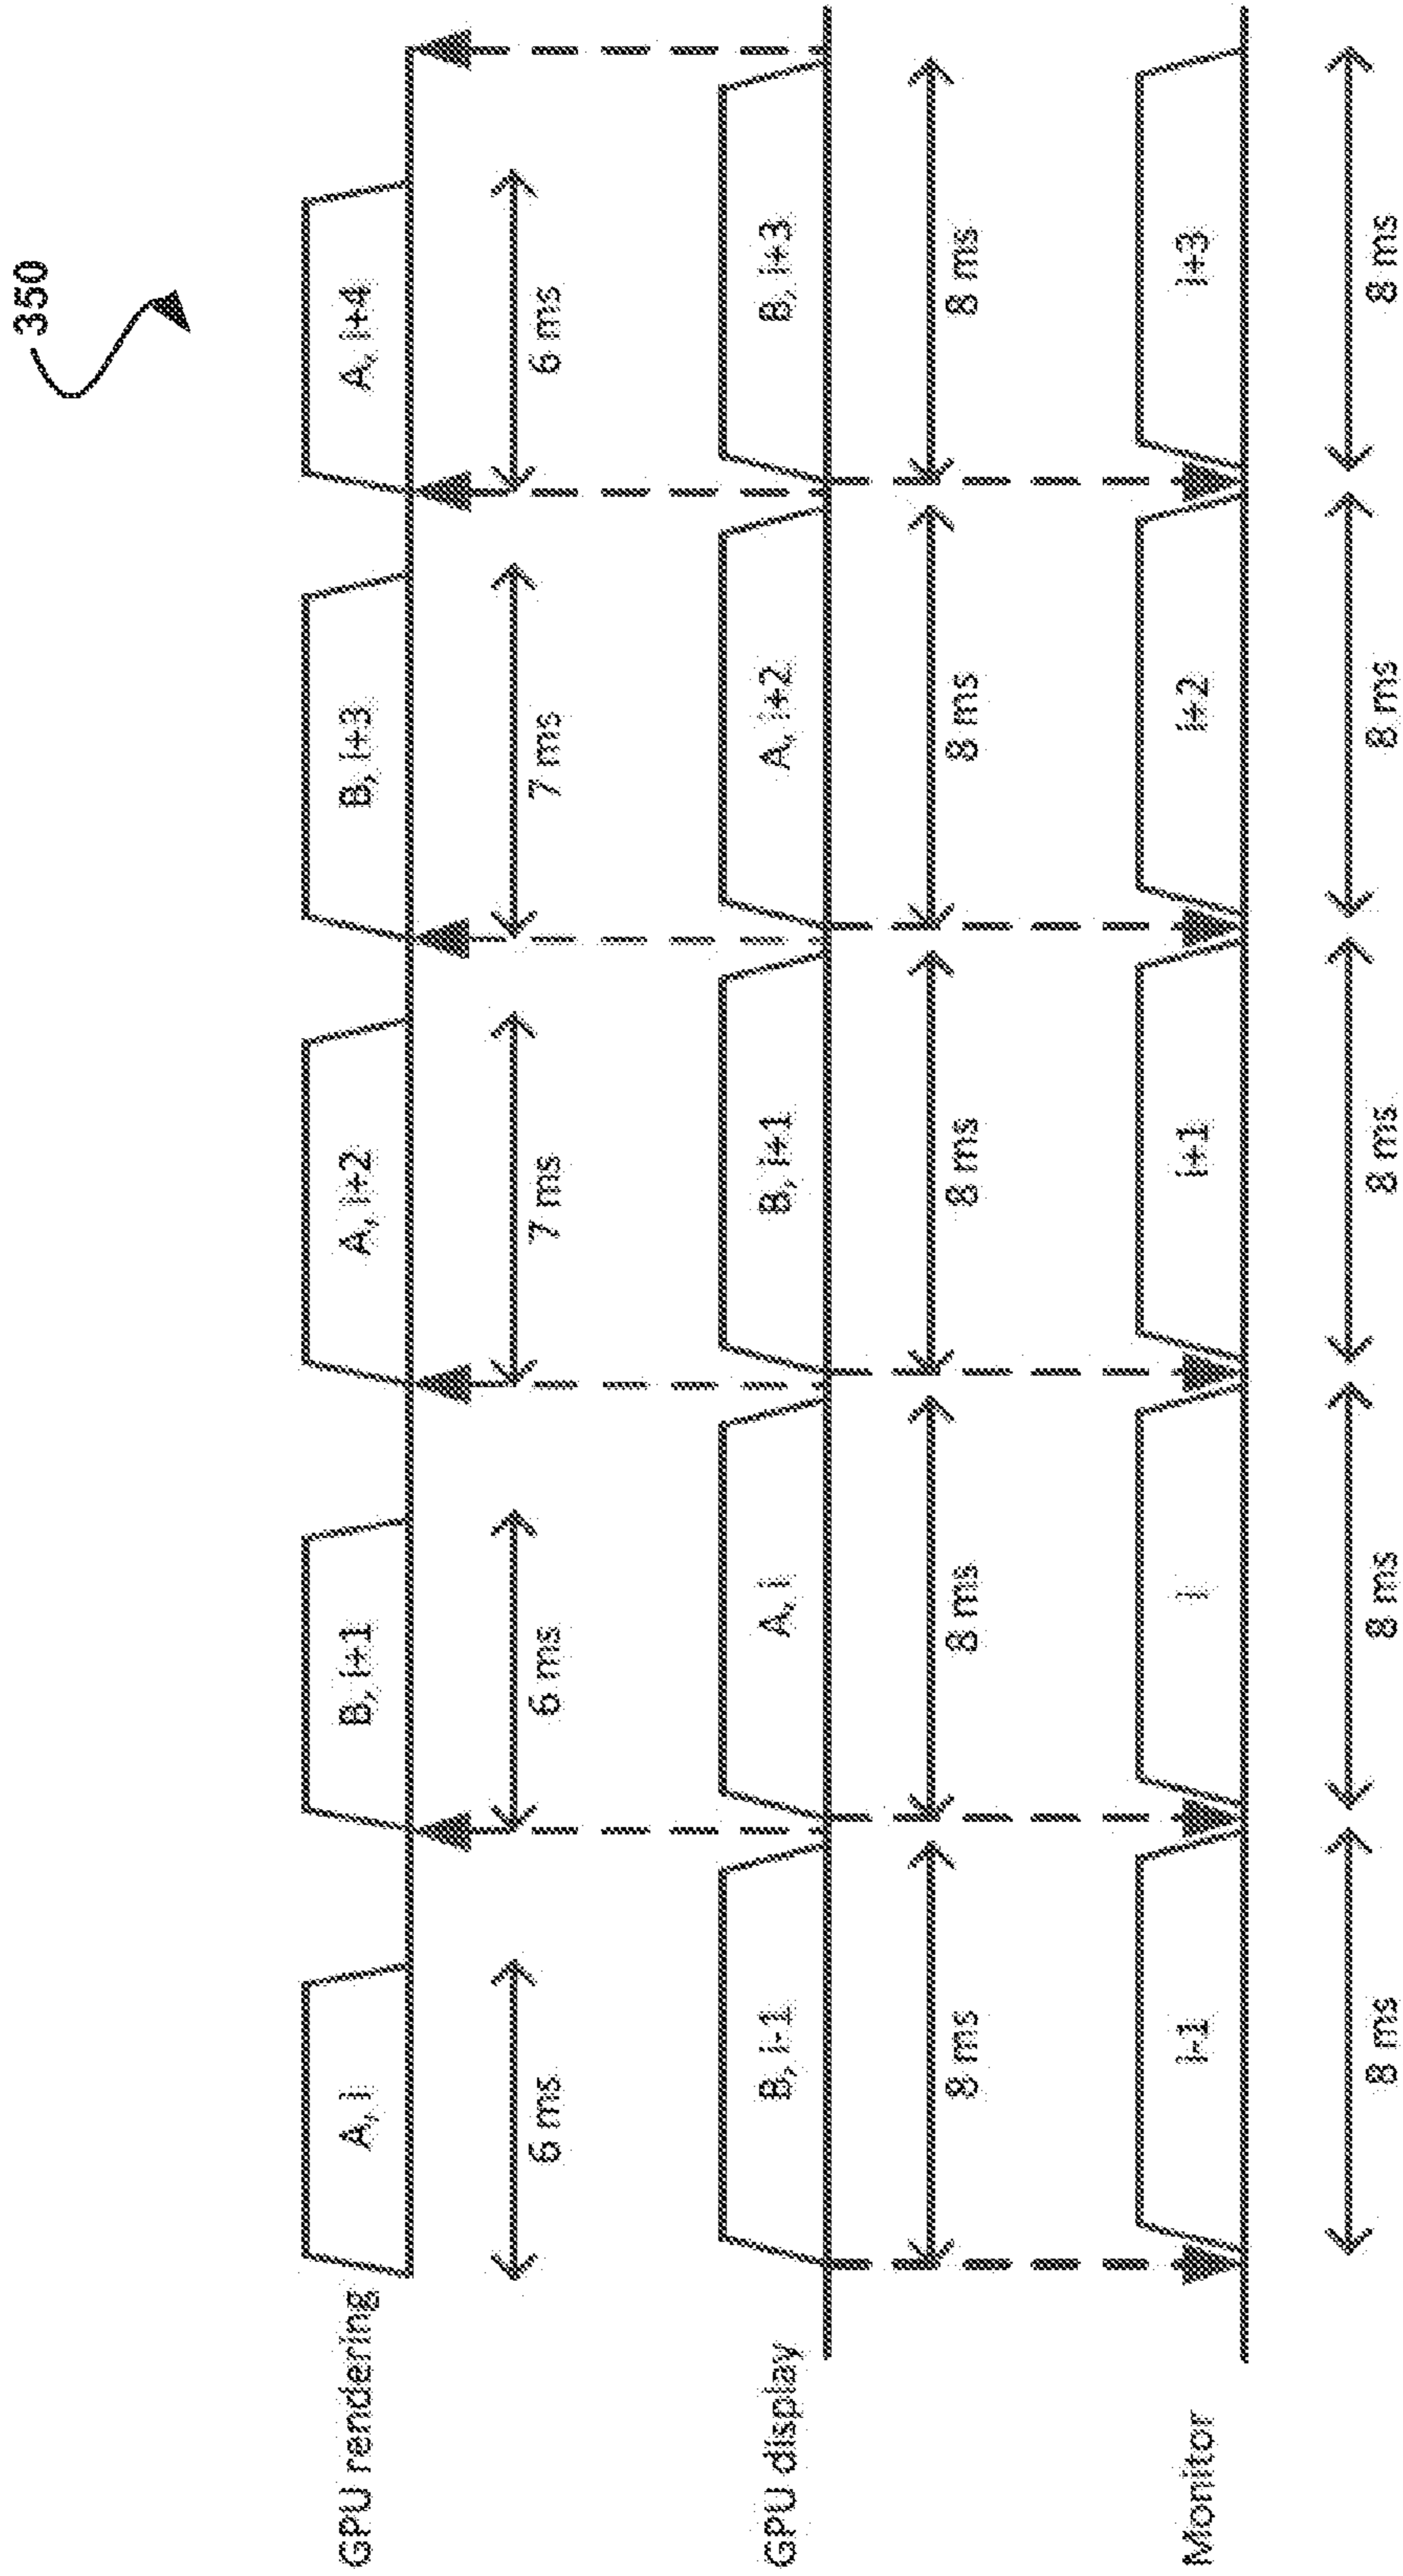 350
GPU rendering
A, i
B, i+1
A, i+2
B, i+3
A, i+4
6 ms
6 ms
7 ms
7 ms
6 ms
GPU display
B, i-1
A, i
B, i+1
A, i+2
B, i+3
8 ms
8 ms
8 ms
8 ms
8 ms
Monitor
i-1
i
i+1
i+2
i+3
8 ms
8 ms
8 ms
8 ms
8 ms